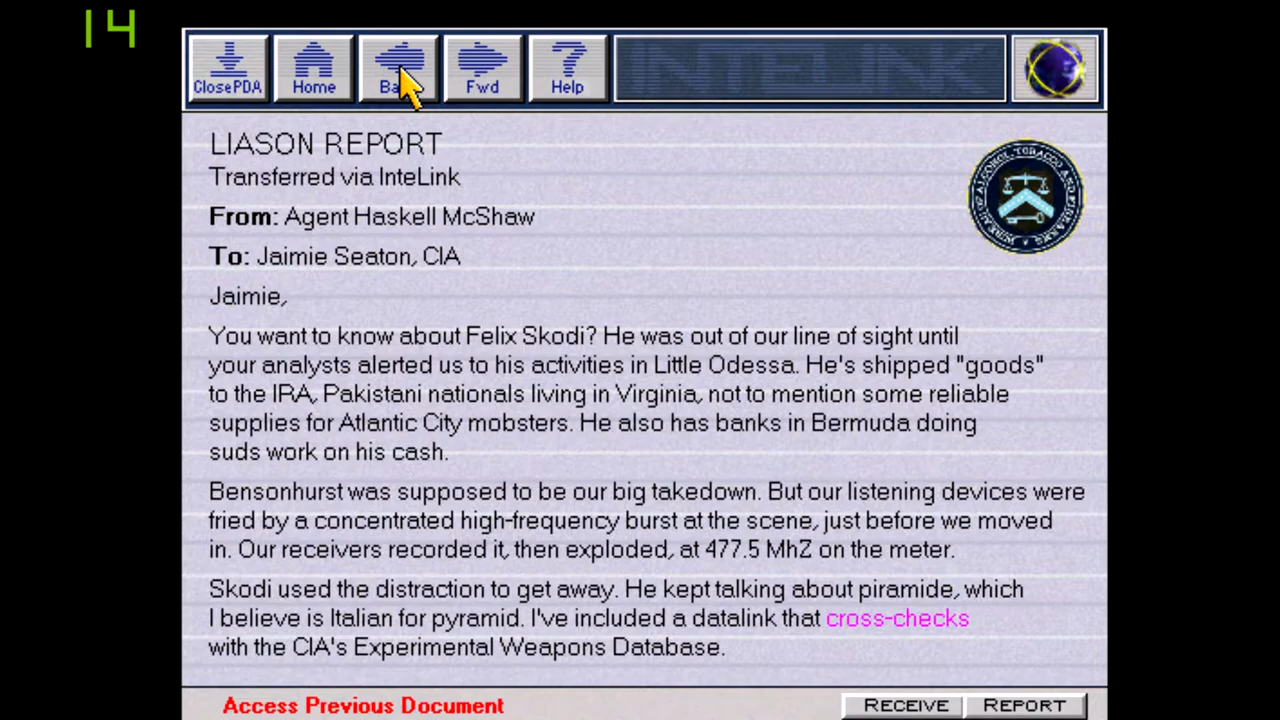 14
ClosePDA Home Ba Fwd Help INTELINK
LIASON REPORT
Transferred via InteLink
From: Agent Haskell McShaw
To: Jaimie Seaton, CIA
Jaimie,
You want to know about Felix Skodi? He was out of our line of sight until
your analysts alerted us to his activities in Little Odessa. He's shipped "goods"
to the IRA, Pakistani nationals living in Virginia, not to mention some reliable
supplies for Atlantic City mobsters. He also has banks in Bermuda doing
suds work on his cash.
Bensonhurst was supposed to be our big takedown. But our listening devices were
fried by a concentrated high-frequency burst at the scene, just before we moved
in. Our receivers recorded it, then exploded, at 477.5 MhZ on the meter.
Skodi used the distraction to get away. He kept talking about piramide, which
I believe is Italian for pyramid. I've included a datalink that cross-checks
with the CIA's Experimental Weapons Database.
Access Previous Document RECEIVE REPORT